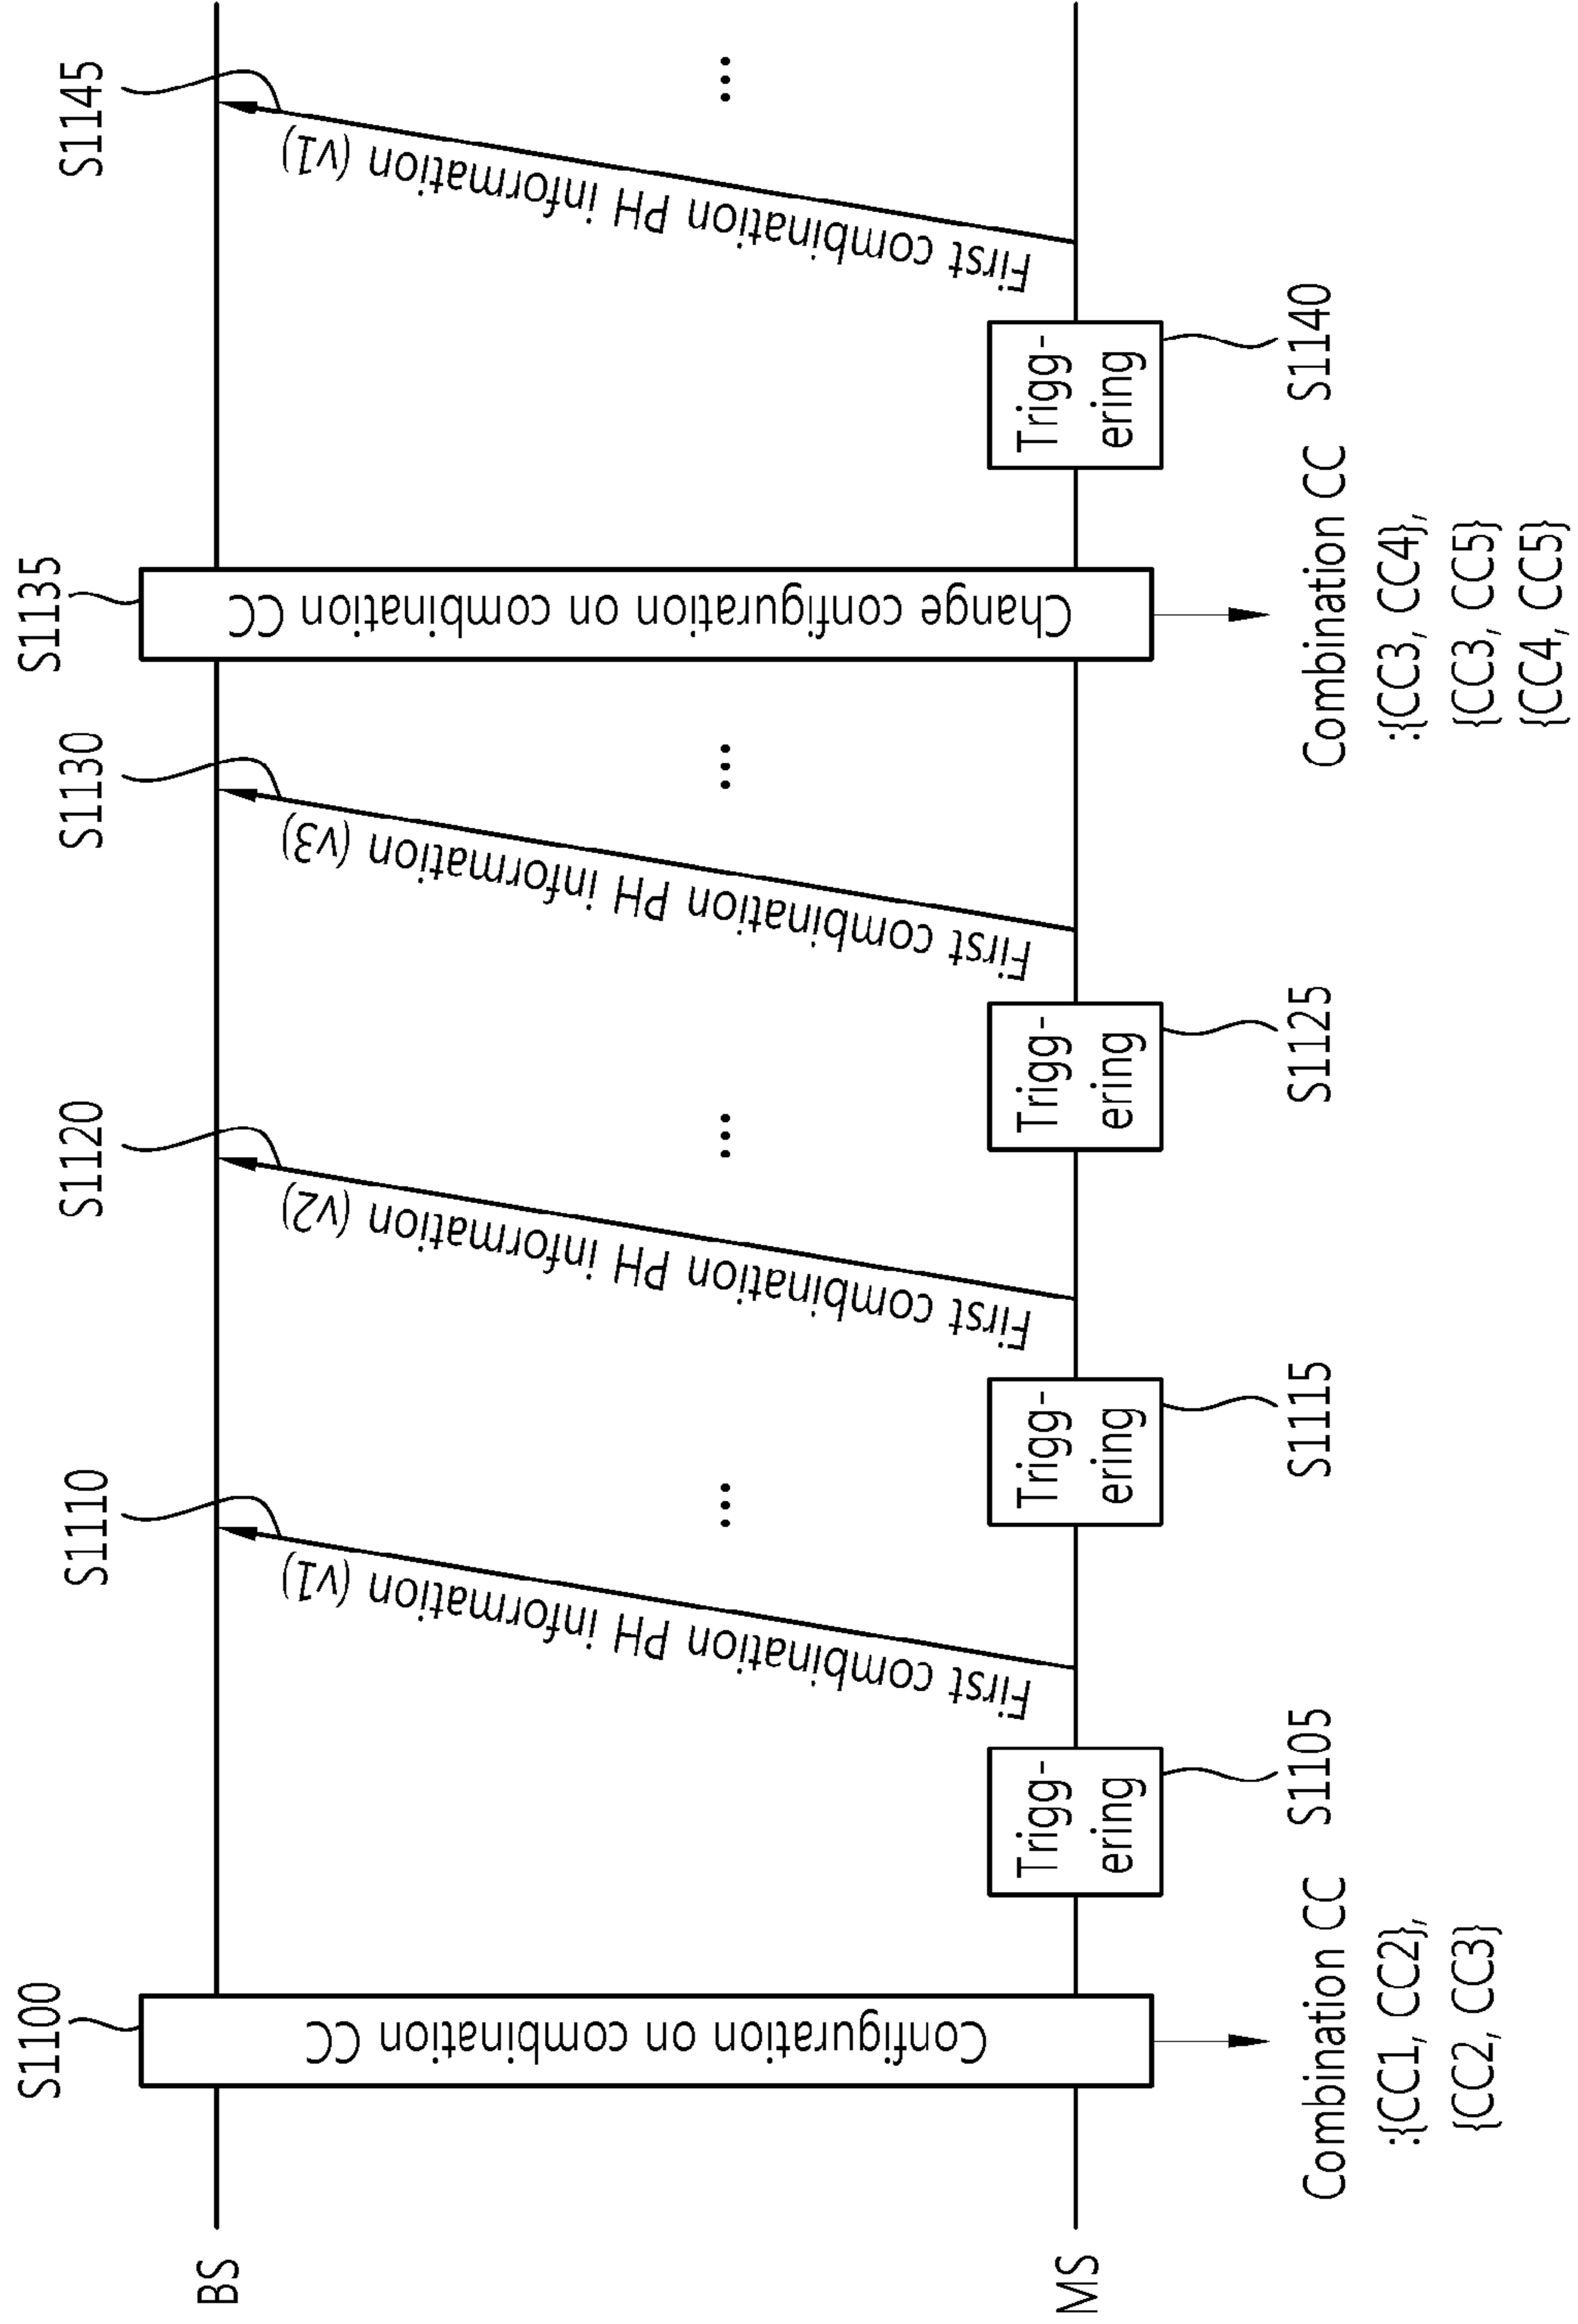 BS
MS
S1100
Configuration on combination CC
Combination CC
:{CC1, CC2},
{CC2, CC3}
Trigg-
ering
S1105
First combination PH information (v1)
S1110
...
Trigg-
ering
S1115
First combination PH information (v2)
S1120
...
Trigg-
ering
S1125
First combination PH information (v3)
S1130
...
S1135
Change configuration on combination CC
Combination CC
:{CC3, CC4},
{CC3, CC5}
{CC4, CC5}
Trigg-
ering
S1140
First combination PH information (v1)
S1145
...